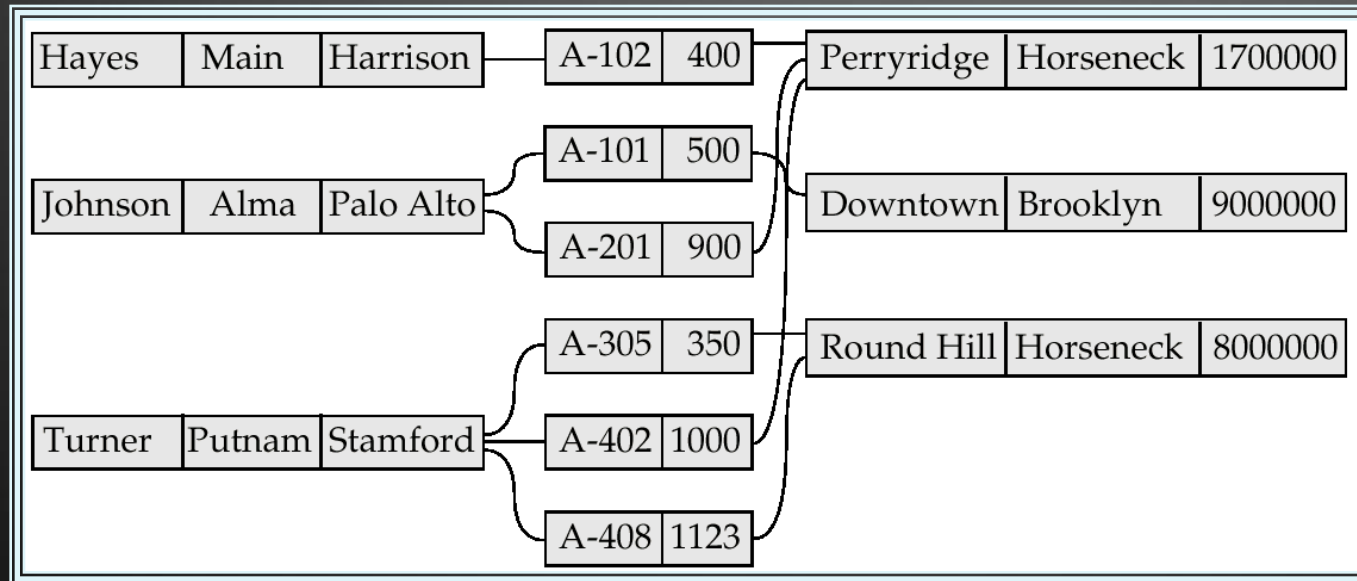 Hayes Main Harrison A-102 400 Perryridge Horseneck 1700000
A-101 500
Johnson Alma Palo Alto Downtown Brooklyn 9000000
A-201 900
A-305 350 Round Hill Horseneck 8000000
Turner Putnam Stamford A-402 1000
A-408 1123